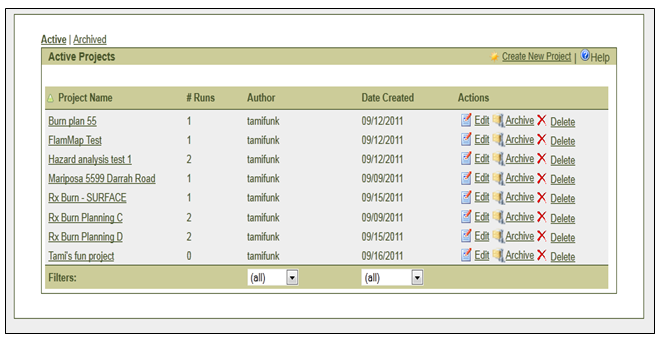 Active | Archived
Active Projects Create New Project | Help
Project Name # Runs Author Date Created Actions
Burn plan 55 1 tamifunk 09/12/2011 Edit Archive Delete
FlamMap Test 1 tamifunk 09/12/2011 Edit Archive Delete
Hazard analysis test 1 2 tamifunk 09/12/2011 Edit Archive Delete
Mariposa 5599 Darrah Road 1 tamifunk 09/09/2011 Edit Archive Delete
Rx Burn - SURFACE 1 tamifunk 09/15/2011 Edit Archive Delete
Rx Burn Planning C 2 tamifunk 09/09/2011 Edit Archive Delete
Rx Burn Planning D 2 tamifunk 09/15/2011 Edit Archive Delete
Tami's fun project 0 tamifunk 09/16/2011 Edit Archive Delete
Filters: (all) (all)